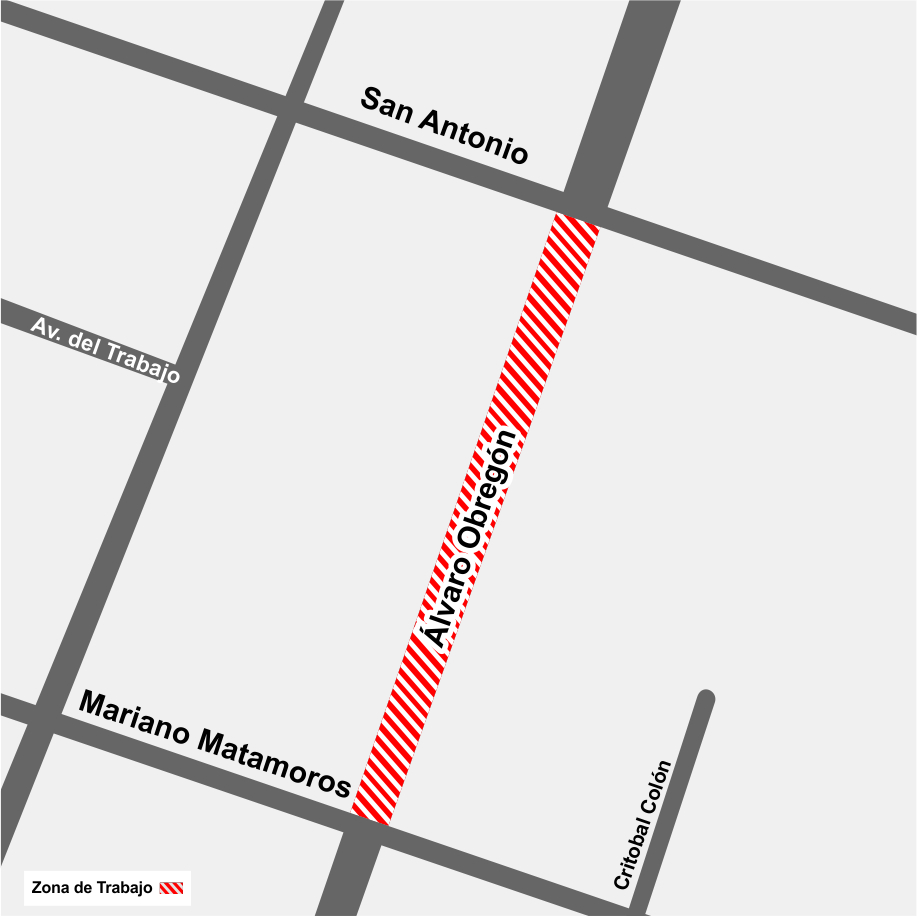 San Antonio
Av. del Trabajo
Álvaro Obregón
Mariano Matamoros
Critobal Colón
Zona de Trabajo